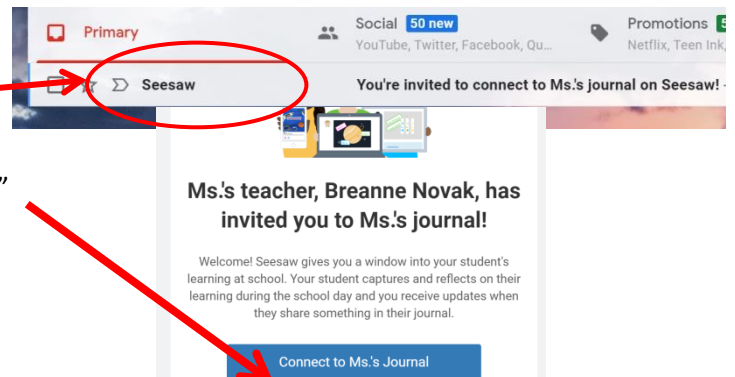 Primary
Social 50 new
YouTube, Twitter, Facebook, Qu...
Promotions
Netflix, Teen Ink,
Seesaw
You're invited to connect to Ms.'s journal on Seesaw! -
”
Ms.'s teacher, Breanne Novak, has
invited you to Ms.'s journal!
Welcome! Seesaw gives you a window into your student's
learning at school. Your student captures and reflects on their
learning during the school day and you receive updates when
they share something in their journal.
Connect to Ms.'s Journal